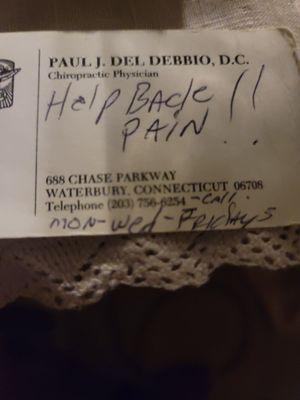 PAUL J. DEL DEBBIO, D.C.
Chiropractic Physician
Help Back !!
PAIN
688 CHASE PARKWAY
WATERBURY, CONNECTICUT 06708
Telephone (203) 756-6254 - CALL
MON- Wed - FRIDAYS